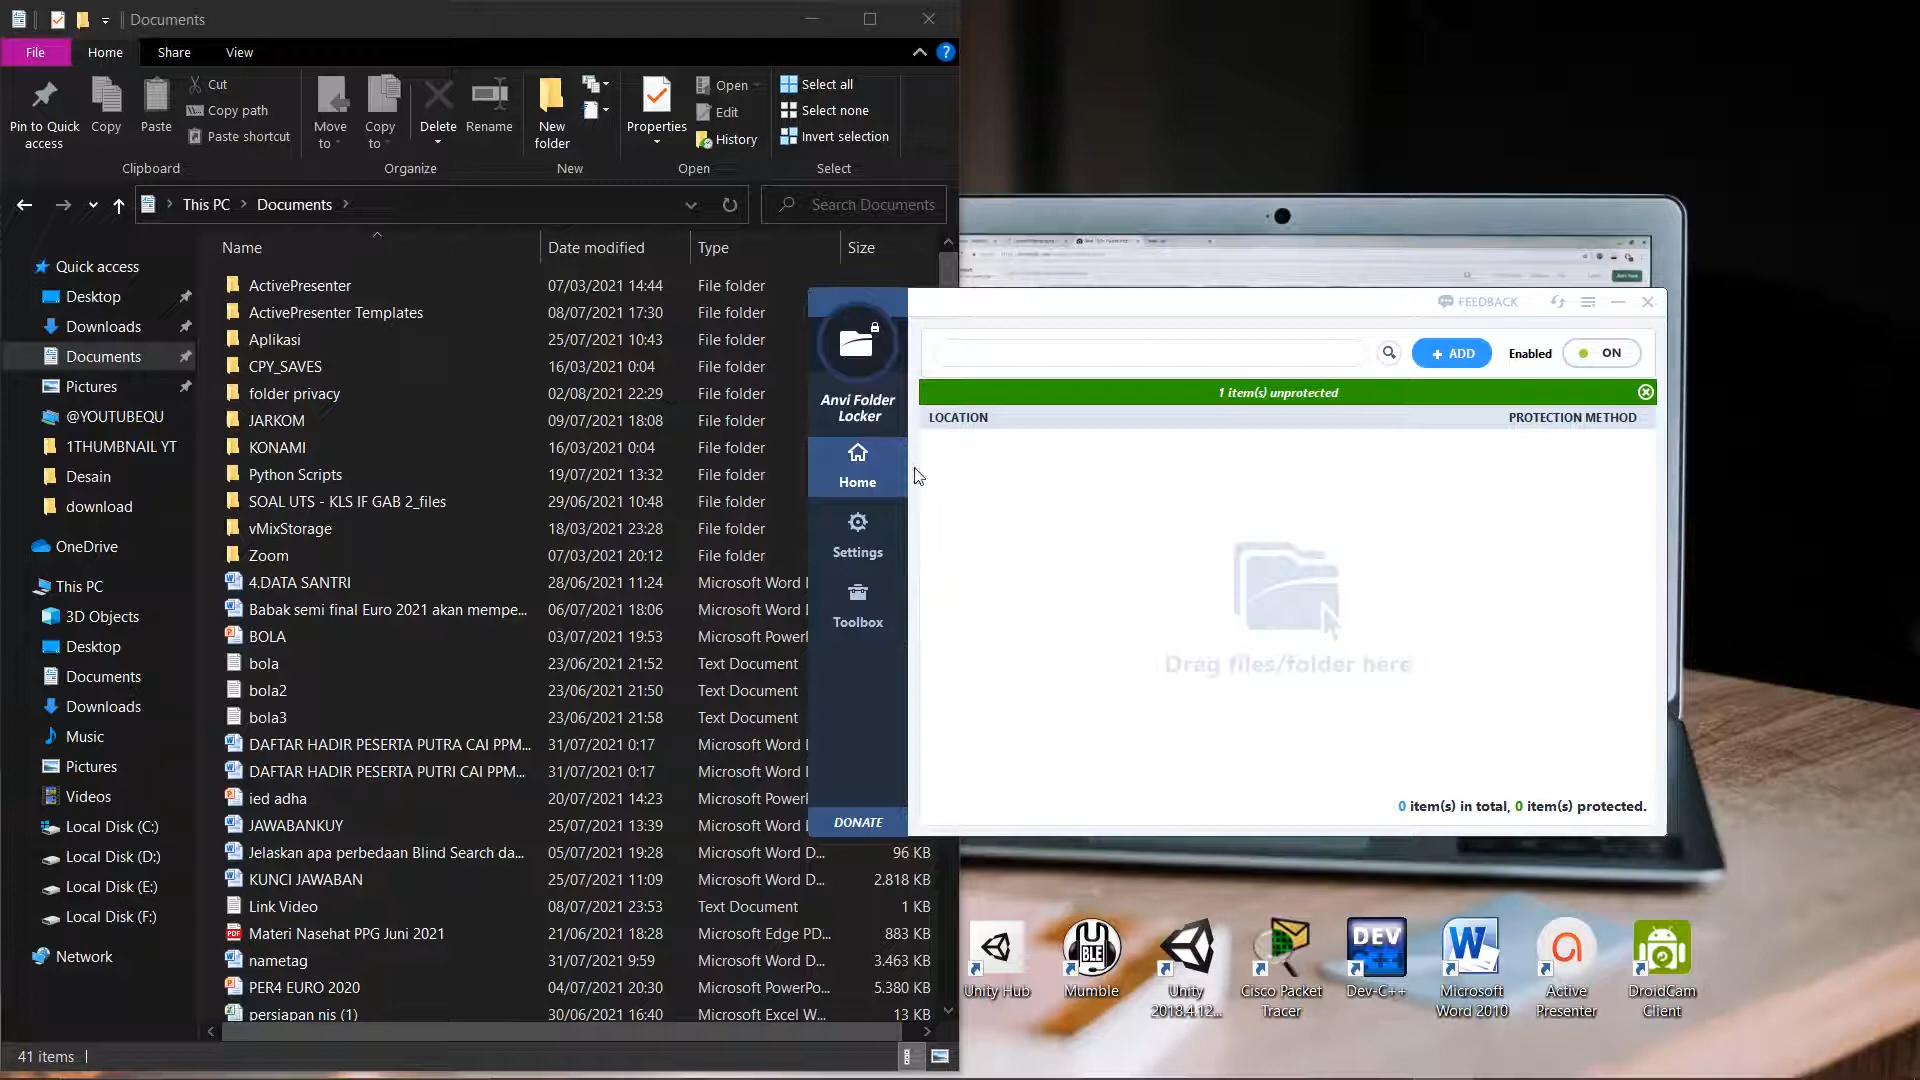 Documents
File Home Share View
Pin to Quick access
Copy
Paste
Cut
Copy path
Paste shortcut
Move to
Copy to
Delete
Rename
New folder
Properties
Open
Edit
History
Select all
Select none
Invert selection
Clipboard Organize New Open Select
This PC > Documents >
Search Documents
Name Date modified Type Size
Quick access
Desktop
Downloads
Documents
Pictures
@YOUTUBEQU
1THUMBNAIL YT
Desain
download
OneDrive
This PC
3D Objects
Desktop
Documents
Downloads
Music
Pictures
Videos
Local Disk (C:)
Local Disk (D:)
Local Disk (E:)
Local Disk (F:)
Network
ActivePresenter 07/03/2021 14:44 File folder
ActivePresenter Templates 08/07/2021 17:30 File folder
Aplikasi 25/07/2021 10:43 File folder
CPY_SAVES 16/03/2021 0:04 File folder
folder privacy 02/08/2021 22:29 File folder
JARKOM 09/07/2021 18:08 File folder
KONAMI 16/03/2021 0:04 File folder
Python Scripts 19/07/2021 13:32 File folder
SOAL UTS - KLS IF GAB 2_files 29/06/2021 10:48 File folder
vMixStorage 18/03/2021 23:28 File folder
Zoom 07/03/2021 20:12 File folder
4.DATA SANTRI 28/06/2021 11:24 Microsoft Word
Babak semi final Euro 2021 akan mempe... 06/07/2021 18:06 Microsoft Word
BOLA 03/07/2021 19:53 Microsoft Power
bola 23/06/2021 21:52 Text Document
bola2 23/06/2021 21:50 Text Document
bola3 23/06/2021 21:58 Text Document
DAFTAR HADIR PESERTA PUTRA CAI PPM... 31/07/2021 0:17 Microsoft Word
DAFTAR HADIR PESERTA PUTRI CAI PPM... 31/07/2021 0:17 Microsoft Word
ied adha 20/07/2021 14:23 Microsoft Power
JAWABANKUY 25/07/2021 13:39 Microsoft Word
Jelaskan apa perbedaan Blind Search da... 05/07/2021 19:28 Microsoft Word D... 96 KB
KUNCI JAWABAN 25/07/2021 11:09 Microsoft Word D... 2.818 KB
Link Video 08/07/2021 23:53 Text Document 1 KB
Materi Nasehat PPG Juni 2021 21/06/2021 18:28 Microsoft Edge PD... 883 KB
nametag 31/07/2021 9:59 Microsoft Word D... 3.463 KB
PER4 EURO 2020 04/07/2021 20:30 Microsoft PowerPo... 5.380 KB
persiapan nis (1) 30/06/2021 16:40 Microsoft Excel W... 13 KB
41 items
FEEDBACK
+ ADD Enabled ON
Anvi Folder Locker
1 item(s) unprotected
LOCATION PROTECTION METHOD
Home
Settings
Toolbox
DONATE
Drag files/folder here
0 item(s) in total, 0 item(s) protected.
Unity Hub
Mumble
Unity 2018.4.12...
Cisco Packet Tracer
DEV
Dev-C++
Microsoft Word 2010
Active Presenter
DroidCam Client